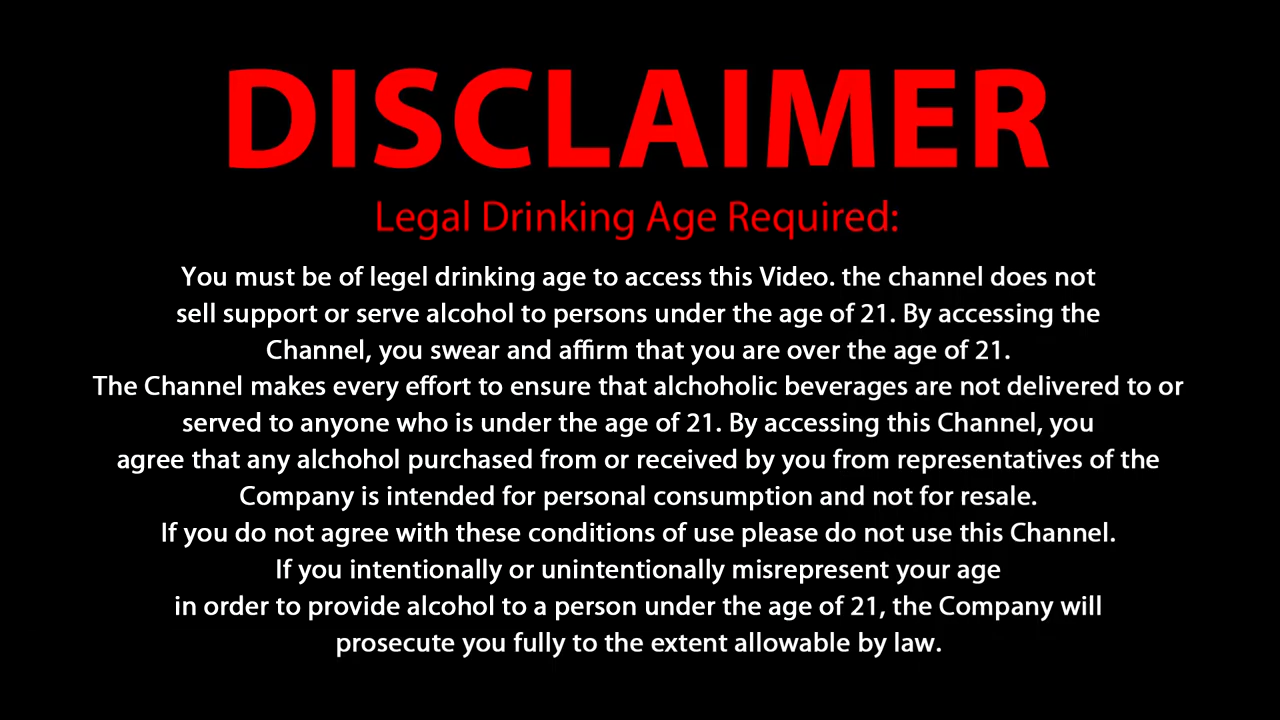 DISCLAIMER
Legal Drinking Age Required:
You must be of legel drinking age to access this Video. the channel does not
sell support or serve alcohol to persons under the age of 21. By accessing the
Channel, you swear and affirm that you are over the age of 21.
The Channel makes every effort to ensure that alchoholic beverages are not delivered to or
served to anyone who is under the age of 21. By accessing this Channel, you
agree that any alchohol purchased from or received by you from representatives of the
Company is intended for personal consumption and not for resale.
If you do not agree with these conditions of use please do not use this Channel.
If you intentionally or unintentionally misrepresent your age
in order to provide alcohol to a person under the age of 21, the Company will
prosecute you fully to the extent allowable by law.